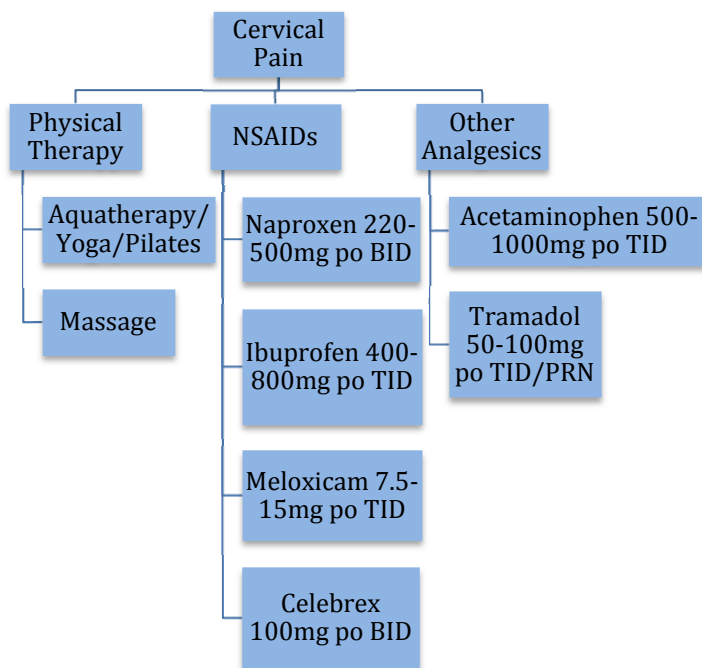 Cervical
Pain
Physical
Therapy
Aquatherapy/
Yoga/Pilates
Massage
NSAIDs
Naproxen 220-
500mg po BID
Ibuprofen 400-
800mg po TID
Meloxicam 7.5-
15mg po TID
Celebrex
100mg po BID
Other
Analgesics
Acetaminophen 500-
1000mg po TID
Tramadol
50-100mg
po TID/PRN